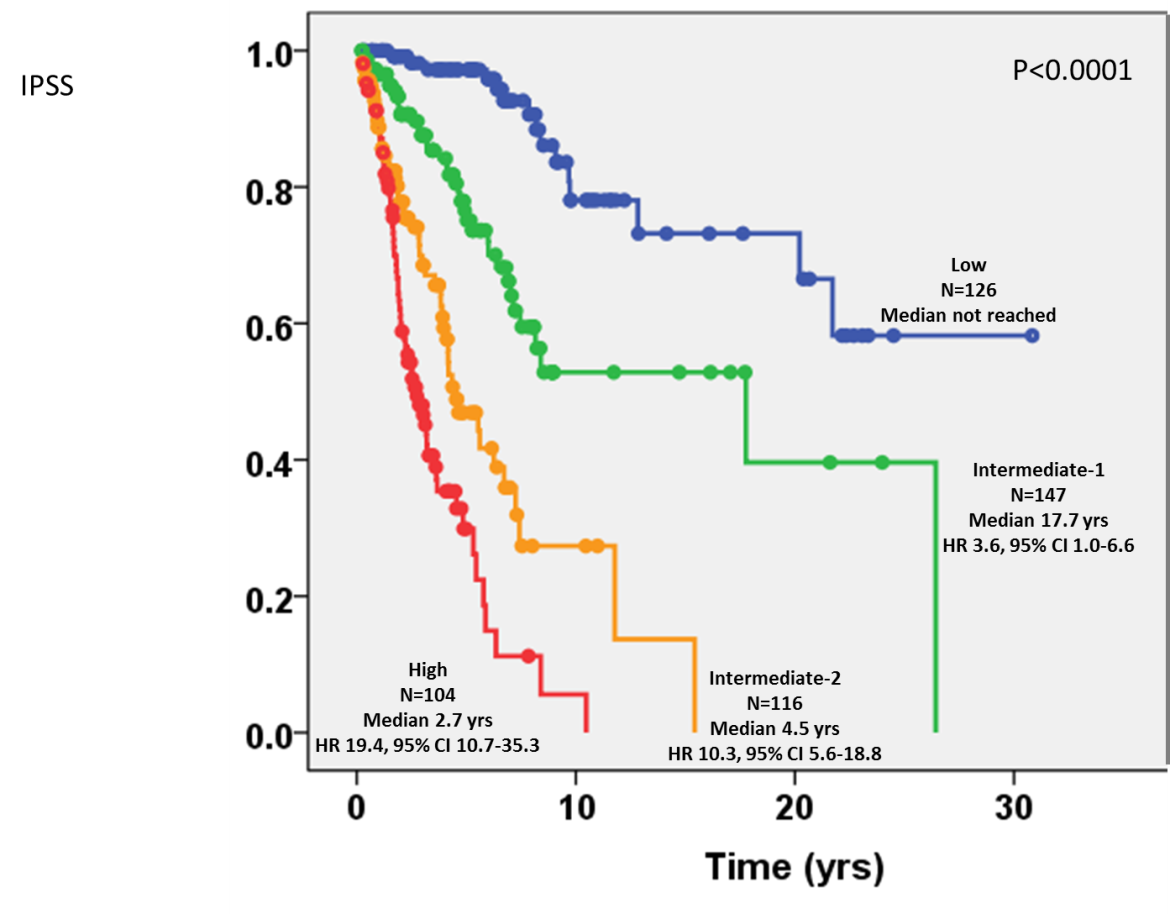 IPSS
P<0.0001
1.0
0.8
0.6
0.4
0.2
0.0
Low
N=126
Median not reached
Intermediate-1
N=147
Median 17.7 yrs
HR 3.6, 95% CI 1.0-6.6
High
N=104
Median 2.7 yrs
HR 19.4, 95% CI 10.7-35.3
Intermediate-2
N=116
Median 4.5 yrs
HR 10.3, 95% CI 5.6-18.8
0 10 20 30
Time (yrs)